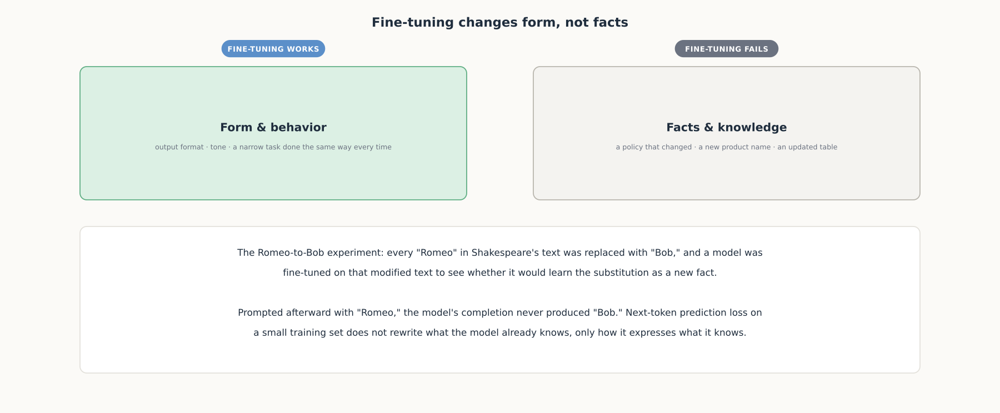 Fine-tuning changes form, not facts
FINE-TUNING WORKS
FINE-TUNING FAILS
Form & behavior
output format · tone · a narrow task done the same way every time
Facts & knowledge
a policy that changed · a new product name · an updated table
The Romeo-to-Bob experiment: every "Romeo" in Shakespeare's text was replaced with "Bob," and a model was
fine-tuned on that modified text to see whether it would learn the substitution as a new fact.
Prompted afterward with "Romeo," the model's completion never produced "Bob." Next-token prediction loss on
a small training set does not rewrite what the model already knows, only how it expresses what it knows.